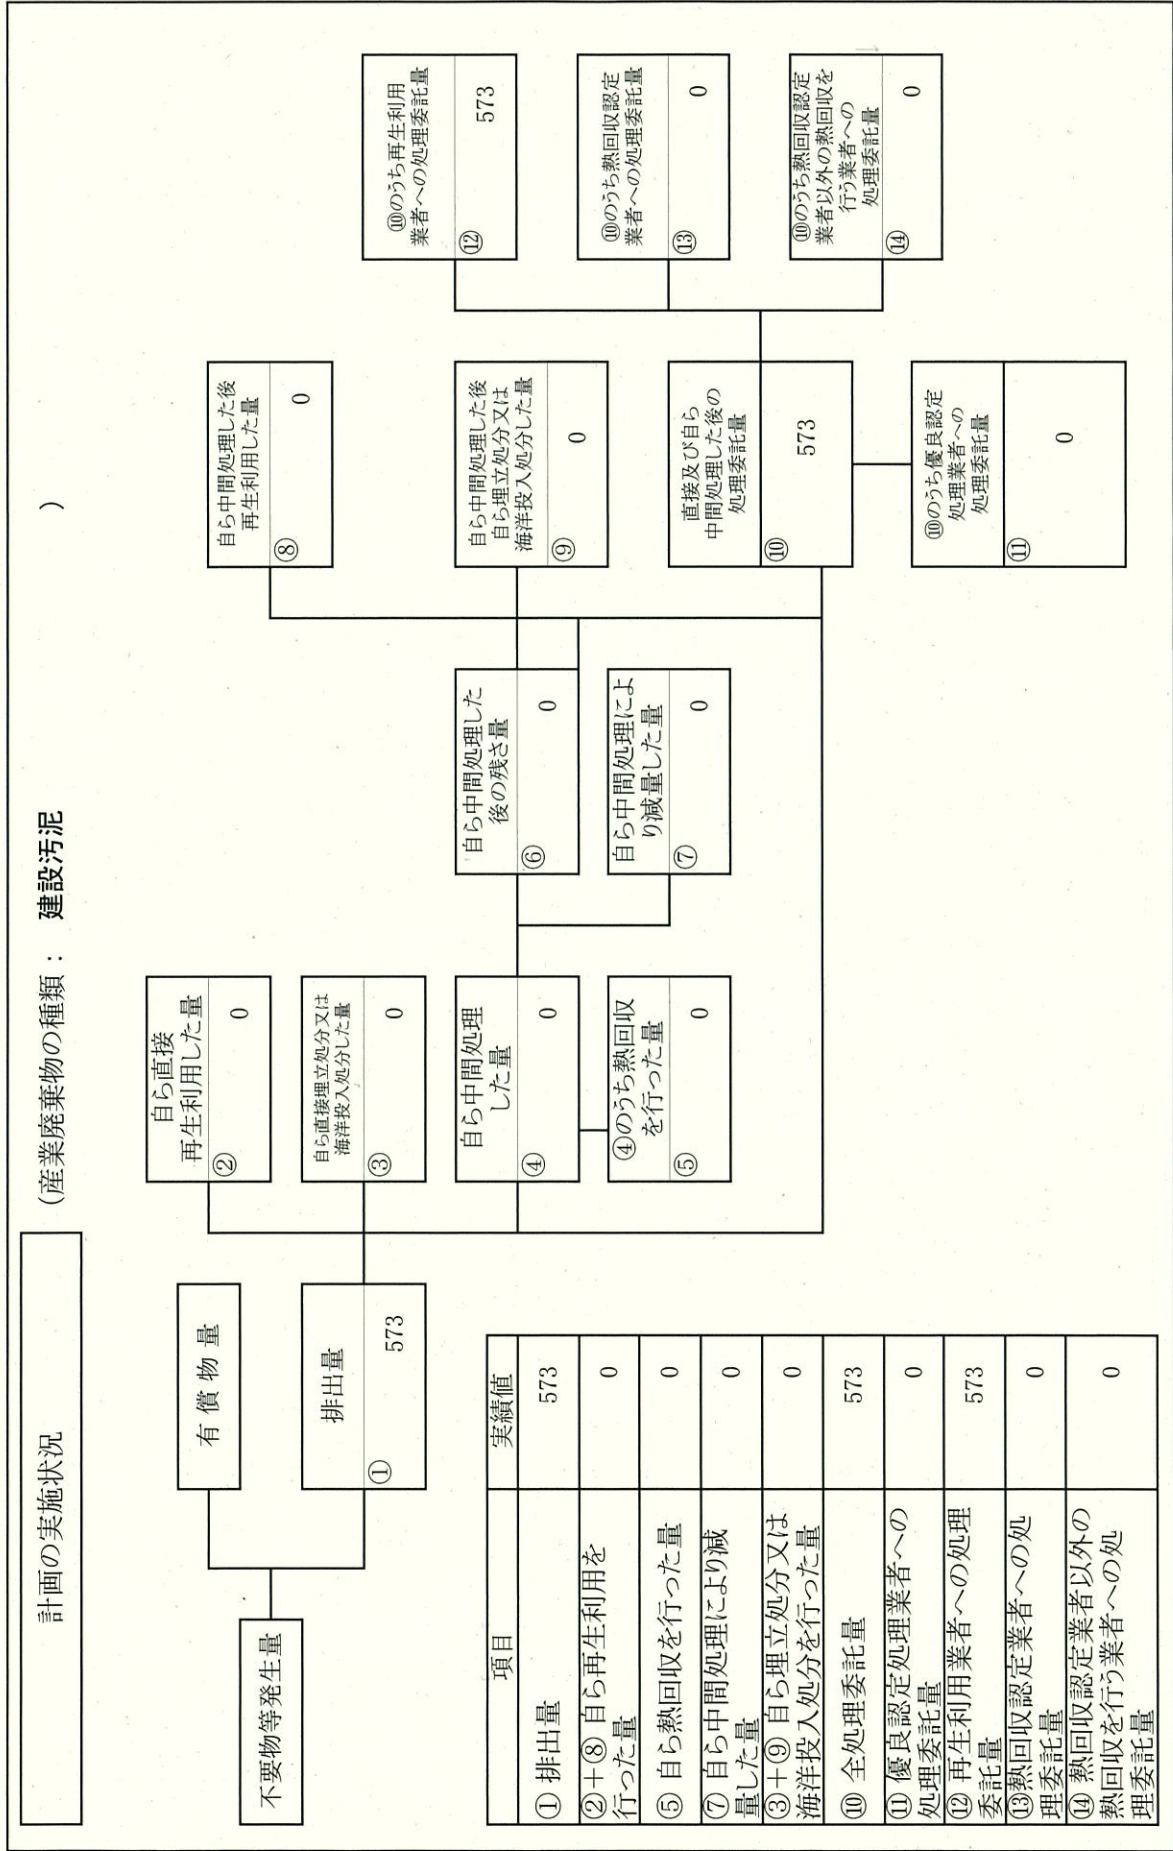 計画の実施状況
(産業廃棄物の種類： 建設汚泥 )
不要物等発生量
有 償 物 量
排出量
① 573
自ら直接
再生利用した量
② 0
自ら直接埋立処分又は
海洋投入処分した量
③ 0
自ら中間処理
した量
④ 0
④のうち熱回収
を行った量
⑤ 0
自ら中間処理した
後の残さ量
⑥ 0
自ら中間処理によ
り減量した量
⑦ 0
自ら中間処理した後
再生利用した量
⑧ 0
自ら中間処理した後
自ら埋立処分又は
海洋投入処分した量
⑨ 0
直接及び自ら
中間処理した後の
処理委託量
⑩ 573
⑩のうち優良認定
処理業者への
処理委託量
⑪ 0
⑩のうち再生利用
業者への処理委託量
⑫ 573
⑩のうち熱回収認定
業者への処理委託量
⑬ 0
⑩のうち熱回収認定
業者以外の熱回収を
行う業者への
処理委託量
⑭ 0
項目 実績値
① 排出量 573
②＋⑧ 自ら再生利用を
行った量 0
⑤ 自ら熱回収を行った量 0
⑦ 自ら中間処理により減
量した量 0
③＋⑨ 自ら埋立処分又は
海洋投入処分を行った量 0
⑩ 全処理委託量 573
⑪ 優良認定処理業者への
処理委託量 0
⑫ 再生利用業者への処理
委託量 573
⑬熱回収認定業者への処
理委託量 0
⑭ 熱回収認定業者以外の
熱回収を行う業者への処
理委託量 0